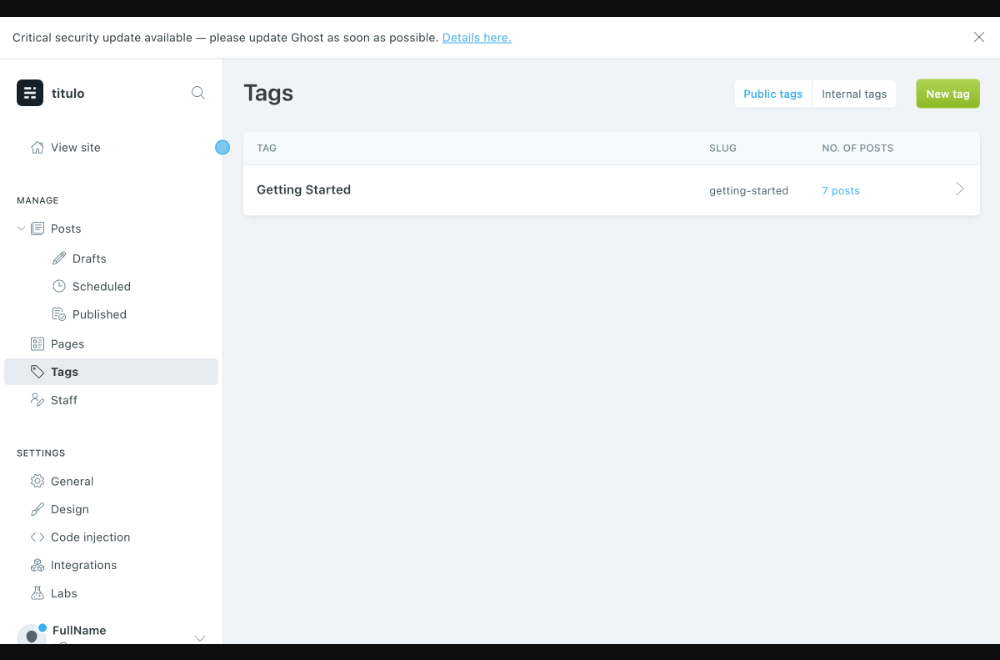 Critical security update available — please update Ghost as soon as possible. Details here.
titulo
View site
MANAGE
Posts
Drafts
Scheduled
Published
Pages
Tags
Staff
SETTINGS
General
Design
Code injection
Integrations
Labs
FullName
Tags
Public tags
Internal tags
New tag
TAG SLUG NO. OF POSTS
Getting Started getting-started 7 posts